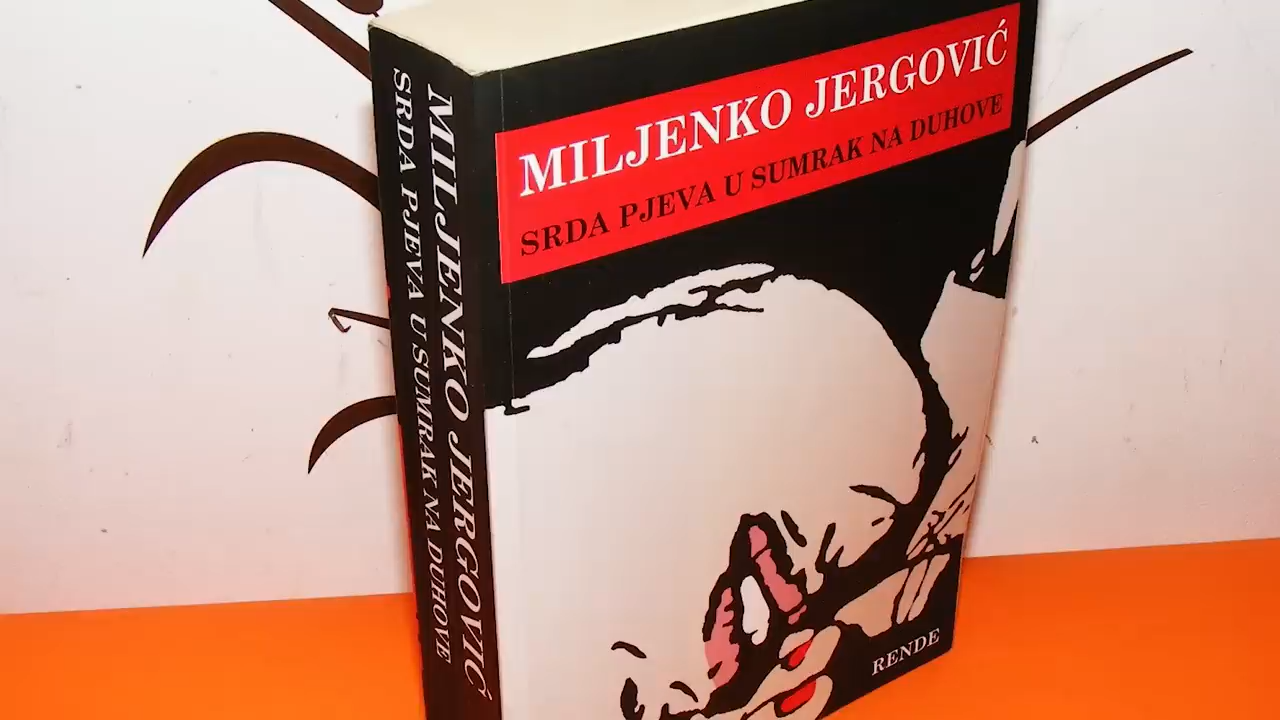 MILJENKO JERGOVIĆ
SRDA PJEVA U SUMRAK NA DUHOVE
MILJENKO JERGOVIĆ
SRDA PJEVA U SUMRAK NA DUHOVE
RENDE